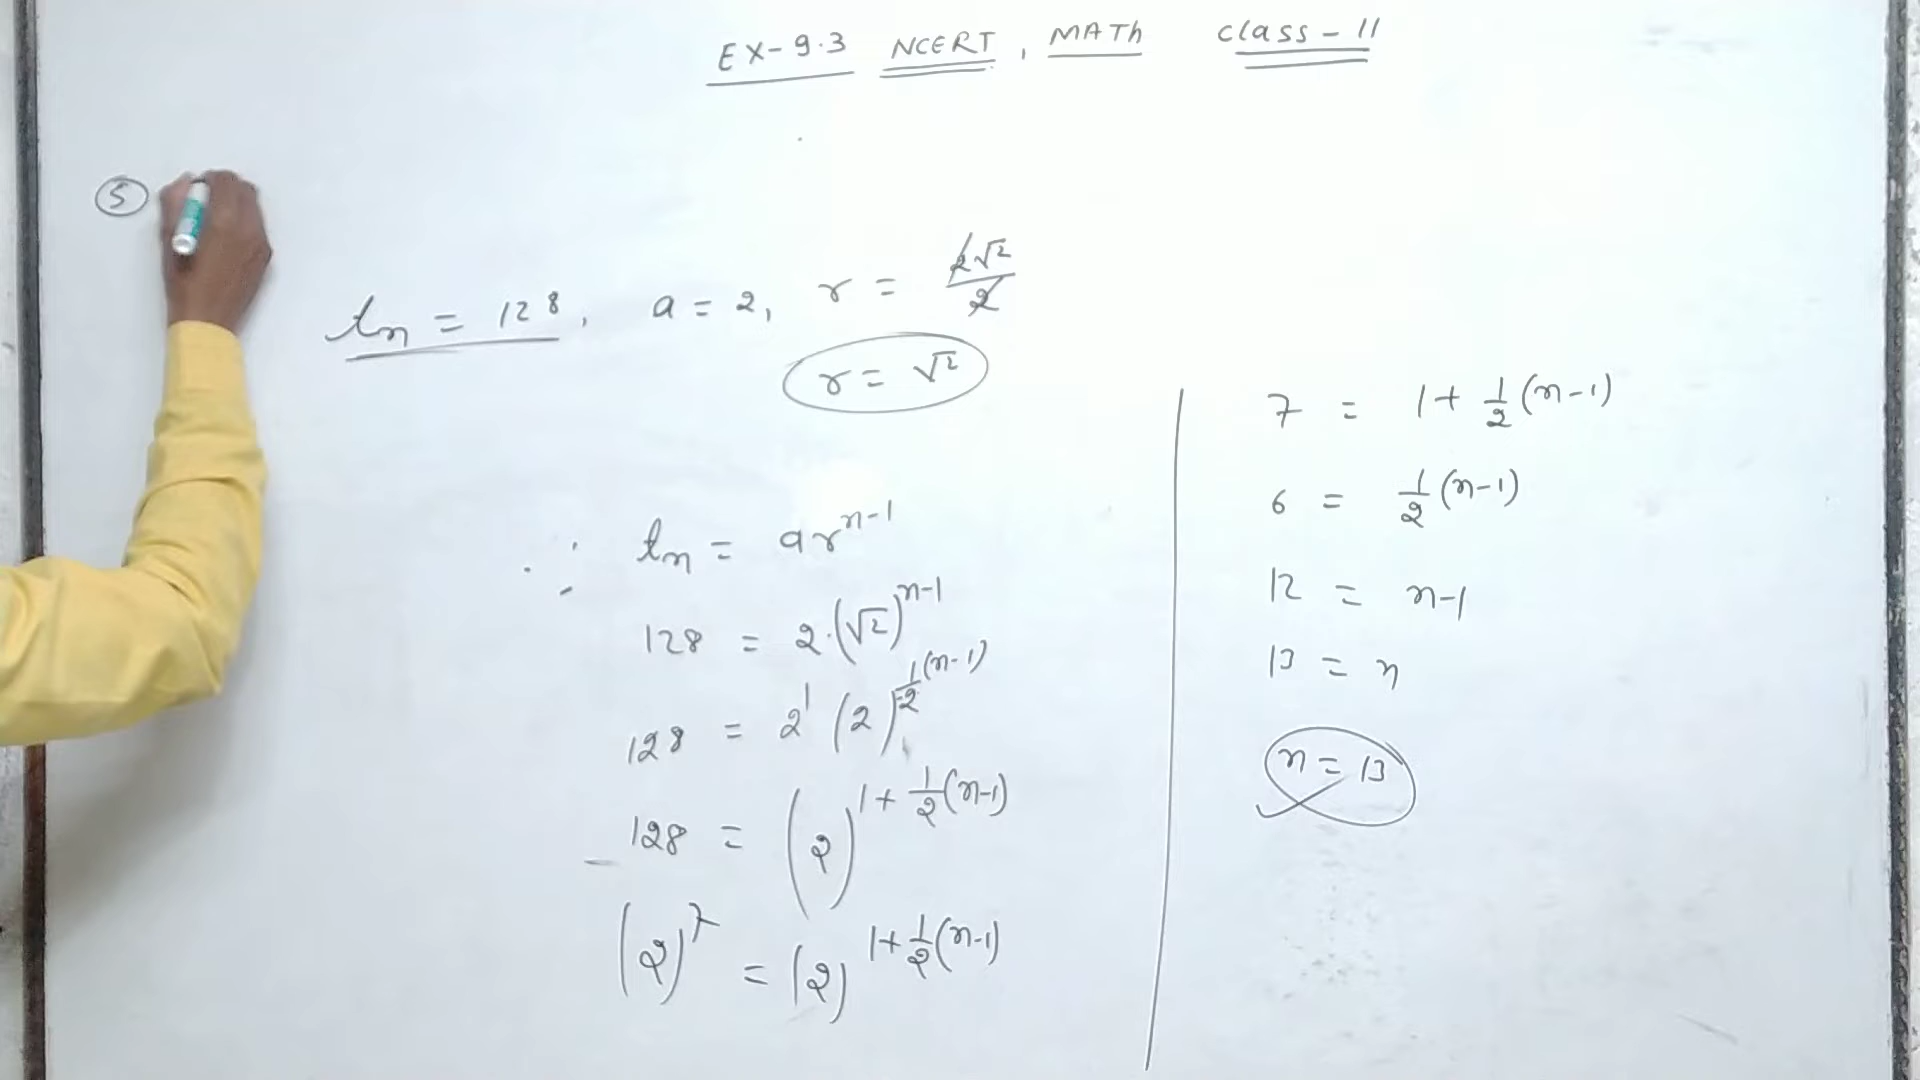 EX-9.3 NCERT, MATH Class-11
(5)
tn = 128, a = 2, r = 2√2/2
r = √2
∴ tn = ar^(n-1)
128 = 2·(√2)^(n-1)
128 = 2^1 (2)^(1/2(n-1))
128 = (2)^(1+1/2(n-1))
(2)^7 = (2)^(1+1/2(n-1))
7 = 1+1/2(n-1)
6 = 1/2(n-1)
12 = n-1
13 = n
n = 13